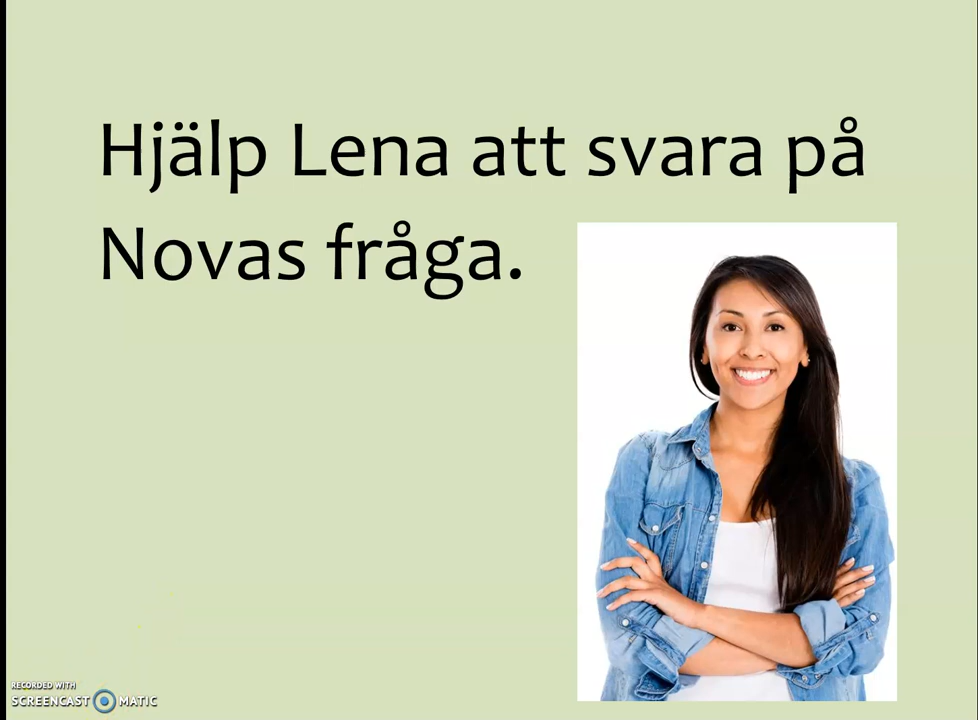 Hjälp Lena att svara på
Novas fråga.
RECORDED WITH
SCREENCAST MATIC